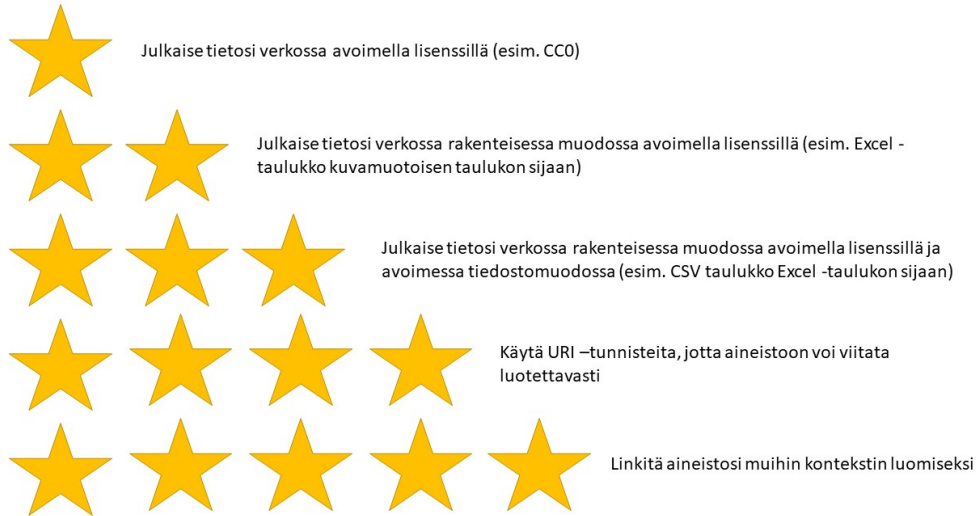 Julkaise tietosi verkossa avoimella lisenssillä (esim. CC0)
Julkaise tietosi verkossa rakenteisessa muodossa avoimella lisenssillä (esim. Excel -
taulukko kuvamuotoisen taulukon sijaan)
Julkaise tietosi verkossa rakenteisessa muodossa avoimella lisenssillä ja
avoimessa tiedostomuodossa (esim. CSV taulukko Excel -taulukon sijaan)
Käytä URI –tunnisteita, jotta aineistoon voi viitata
luotettavasti
Linkitä aineistosi muihin kontekstin luomiseksi